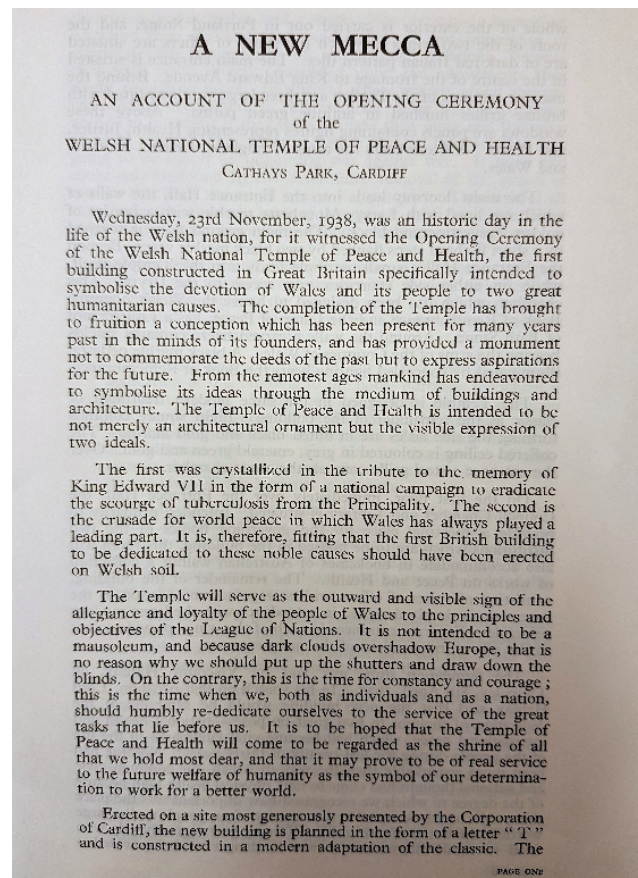 A NEW MECCA
AN ACCOUNT OF THE OPENING CEREMONY
of the
WELSH NATIONAL TEMPLE OF PEACE AND HEALTH
CATHAYS PARK, CARDIFF
Wednesday, 23rd November, 1938, was an historic day in the
life of the Welsh nation, for it witnessed the Opening Ceremony
of the Welsh National Temple of Peace and Health, the first
building constructed in Great Britain specifically intended to
symbolise the devotion of Wales and its people to two great
humanitarian causes. The completion of the Temple has brought
to fruition a conception which has been present for many years
past in the minds of its founders, and has provided a monument
not to commemorate the deeds of the past but to express aspirations
for the future. From the remotest ages mankind has endeavoured
to symbolise its ideas through the medium of buildings and
architecture. The Temple of Peace and Health is intended to be
not merely an architectural ornament but the visible expression of
two ideals.
The first was crystallized in the tribute to the memory of
King Edward VII in the form of a national campaign to eradicate
the scourge of tuberculosis from the Principality. The second is
the crusade for world peace in which Wales has always played a
leading part. It is, therefore, fitting that the first British building
to be dedicated to these noble causes should have been erected
on Welsh soil.
The Temple will serve as the outward and visible sign of the
allegiance and loyalty of the people of Wales to the principles and
objectives of the League of Nations. It is not intended to be a
mausoleum, and because dark clouds overshadow Europe, that is
no reason why we should put up the shutters and draw down the
blinds. On the contrary, this is the time for constancy and courage ;
this is the time when we, both as individuals and as a nation,
should humbly re-dedicate ourselves to the service of the great
tasks that lie before us. It is to be hoped that the Temple of
Peace and Health will come to be regarded as the shrine of all
that we hold most dear, and that it may prove to be of real service
to the future welfare of humanity as the symbol of our determina-
tion to work for a better world.
Erected on a site most generously presented by the Corporation
of Cardiff, the new building is planned in the form of a letter " T "
and is constructed in a modern adaptation of the classic. The
PAGE ONE